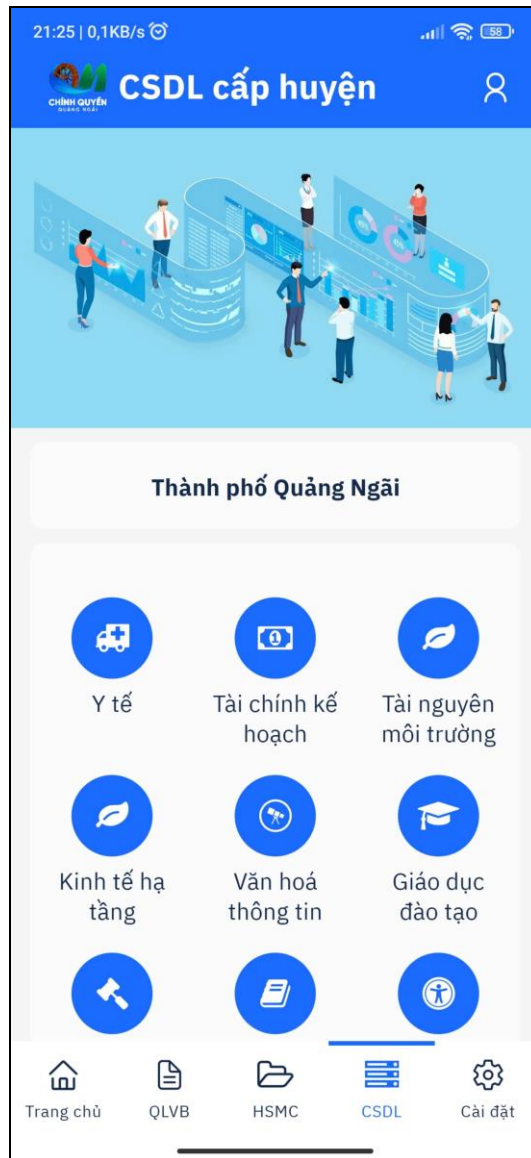 21:25 | 0,1KB/s
58
CHÍNH QUYỀN
QUẢNG NGÃI
CSDL cấp huyện
Thành phố Quảng Ngãi
Y tế
Tài chính kế
hoạch
Tài nguyên
môi trường
Kinh tế hạ
tầng
Văn hoá
thông tin
Giáo dục
đào tạo
Trang chủ
QLVB
HSMC
CSDL
Cài đặt